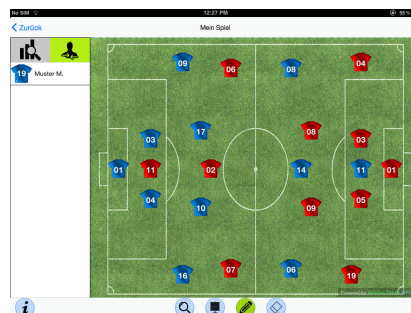 No SIM 12:27 PM 55%
Zurück Mein Spiel
19 Muster M.
09 06 08 04
17 08
03 03
01 11 02 14 11 01
04 05
10 09
16 07 06 19
i